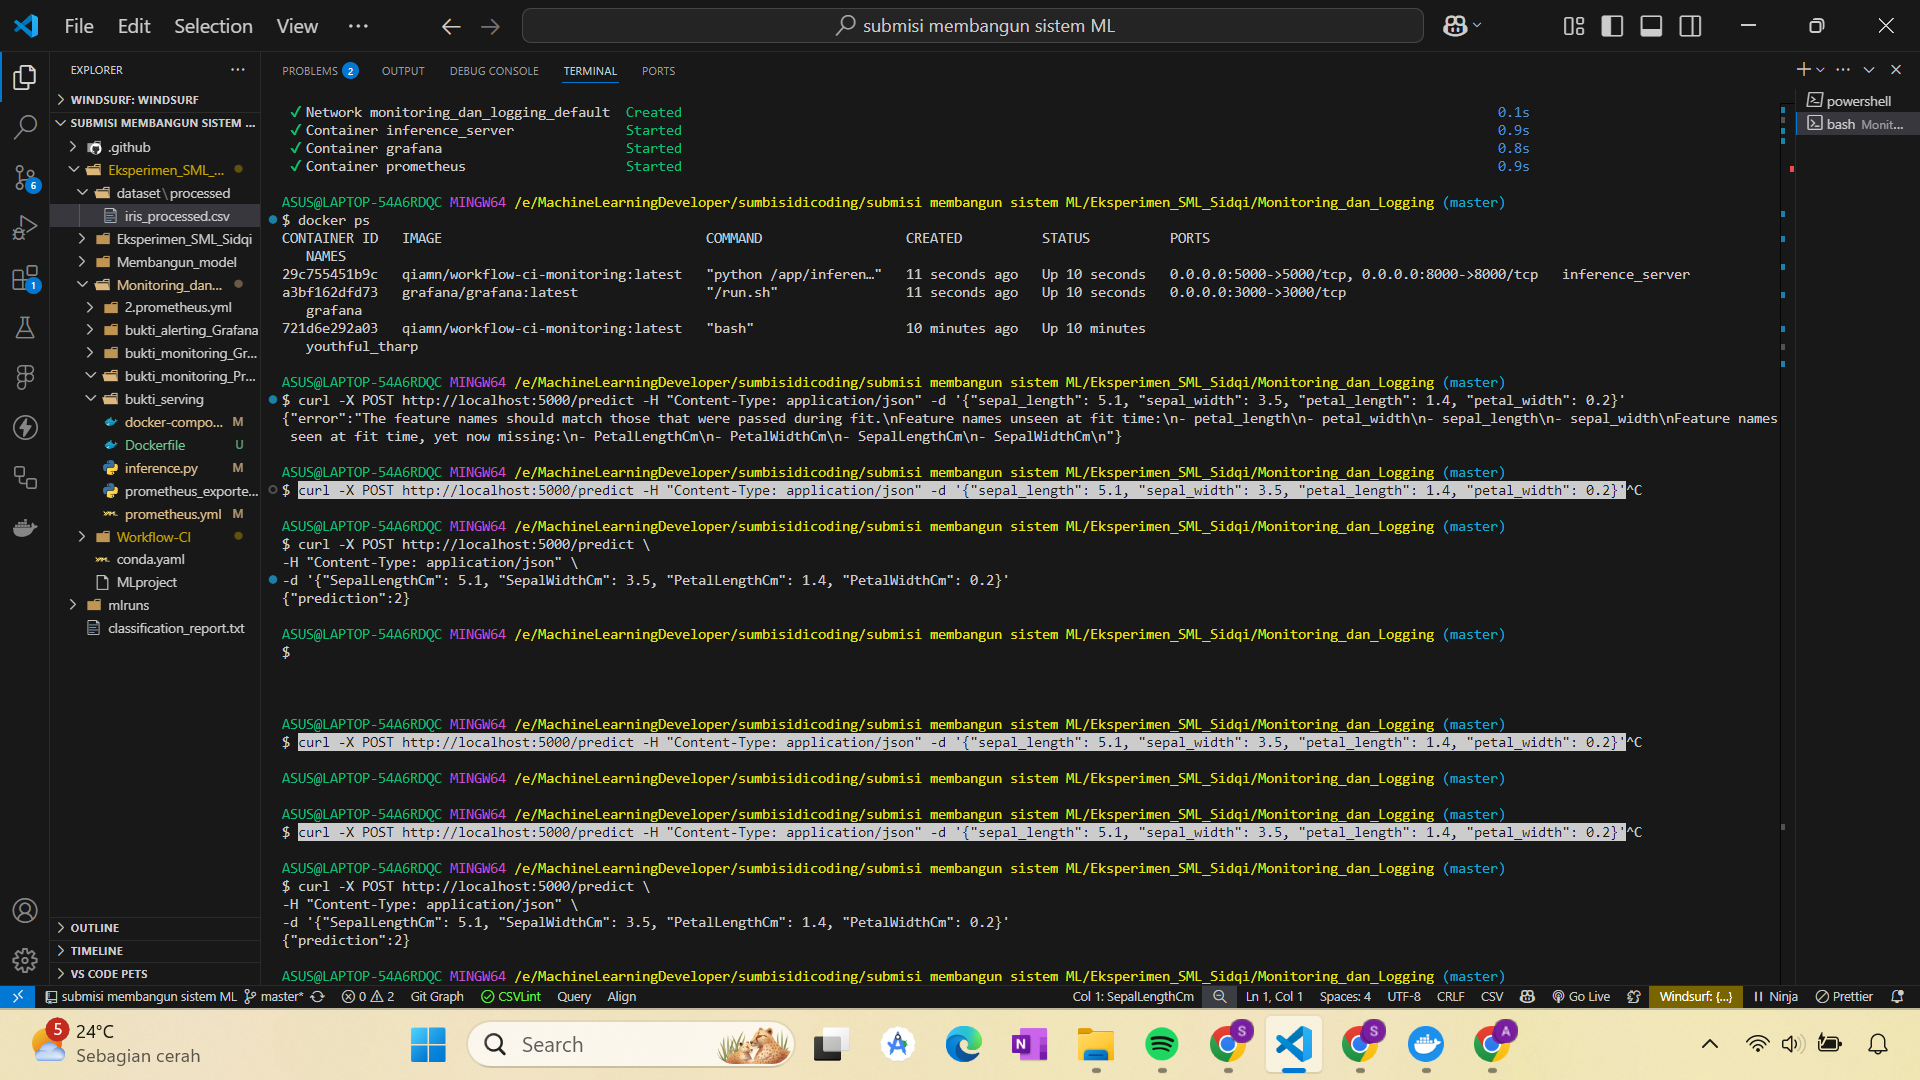 File Edit Selection View ···
submisi membangun sistem ML
EXPLORER ···
WINDSURF: WINDSURF
SUBMISI MEMBANGUN SISTEM ...
.github
Eksperimen_SML_...
dataset \ processed
iris_processed.csv
Eksperimen_SML_Sidqi
Membangun_model
Monitoring_dan...
2.prometheus.yml
bukti_alerting_Grafana
bukti_monitoring_Gr...
bukti_monitoring_Pr...
bukti_serving
docker-compo... M
Dockerfile U
inference.py M
prometheus_exporte...
prometheus.yml M
Workflow-CI
conda.yaml
MLproject
mlruns
classification_report.txt
OUTLINE
TIMELINE
VS CODE PETS
6
1
PROBLEMS 2 OUTPUT DEBUG CONSOLE TERMINAL PORTS
powershell
bash Monit...
✓ Network monitoring_dan_logging_default Created 0.1s
✓ Container inference_server Started 0.9s
✓ Container grafana Started 0.8s
✓ Container prometheus Started 0.9s
ASUS@LAPTOP-54A6RDQC MINGW64 /e/MachineLearningDeveloper/sumbisidicoding/submisi membangun sistem ML/Eksperimen_SML_Sidqi/Monitoring_dan_Logging (master)
$ docker ps
CONTAINER ID IMAGE COMMAND CREATED STATUS PORTS
NAMES
29c755451b9c qiamn/workflow-ci-monitoring:latest "python /app/inferen…" 11 seconds ago Up 10 seconds 0.0.0.0:5000->5000/tcp, 0.0.0.0:8000->8000/tcp inference_server
a3bf162dfd73 grafana/grafana:latest "/run.sh" 11 seconds ago Up 10 seconds 0.0.0.0:3000->3000/tcp
grafana
721d6e292a03 qiamn/workflow-ci-monitoring:latest "bash" 10 minutes ago Up 10 minutes
youthful_tharp
ASUS@LAPTOP-54A6RDQC MINGW64 /e/MachineLearningDeveloper/sumbisidicoding/submisi membangun sistem ML/Eksperimen_SML_Sidqi/Monitoring_dan_Logging (master)
$ curl -X POST http://localhost:5000/predict -H "Content-Type: application/json" -d '{"sepal_length": 5.1, "sepal_width": 3.5, "petal_length": 1.4, "petal_width": 0.2}'
{"error":"The feature names should match those that were passed during fit.\nFeature names unseen at fit time:\n- petal_length\n- petal_width\n- sepal_length\n- sepal_width\nFeature names
seen at fit time, yet now missing:\n- PetalLengthCm\n- PetalWidthCm\n- SepalLengthCm\n- SepalWidthCm\n"}
ASUS@LAPTOP-54A6RDQC MINGW64 /e/MachineLearningDeveloper/sumbisidicoding/submisi membangun sistem ML/Eksperimen_SML_Sidqi/Monitoring_dan_Logging (master)
$ curl -X POST http://localhost:5000/predict -H "Content-Type: application/json" -d '{"sepal_length": 5.1, "sepal_width": 3.5, "petal_length": 1.4, "petal_width": 0.2}'^C
ASUS@LAPTOP-54A6RDQC MINGW64 /e/MachineLearningDeveloper/sumbisidicoding/submisi membangun sistem ML/Eksperimen_SML_Sidqi/Monitoring_dan_Logging (master)
$ curl -X POST http://localhost:5000/predict \
-H "Content-Type: application/json" \
-d '{"SepalLengthCm": 5.1, "SepalWidthCm": 3.5, "PetalLengthCm": 1.4, "PetalWidthCm": 0.2}'
{"prediction":2}
ASUS@LAPTOP-54A6RDQC MINGW64 /e/MachineLearningDeveloper/sumbisidicoding/submisi membangun sistem ML/Eksperimen_SML_Sidqi/Monitoring_dan_Logging (master)
$
ASUS@LAPTOP-54A6RDQC MINGW64 /e/MachineLearningDeveloper/sumbisidicoding/submisi membangun sistem ML/Eksperimen_SML_Sidqi/Monitoring_dan_Logging (master)
$ curl -X POST http://localhost:5000/predict -H "Content-Type: application/json" -d '{"sepal_length": 5.1, "sepal_width": 3.5, "petal_length": 1.4, "petal_width": 0.2}'^C
ASUS@LAPTOP-54A6RDQC MINGW64 /e/MachineLearningDeveloper/sumbisidicoding/submisi membangun sistem ML/Eksperimen_SML_Sidqi/Monitoring_dan_Logging (master)
ASUS@LAPTOP-54A6RDQC MINGW64 /e/MachineLearningDeveloper/sumbisidicoding/submisi membangun sistem ML/Eksperimen_SML_Sidqi/Monitoring_dan_Logging (master)
$ curl -X POST http://localhost:5000/predict -H "Content-Type: application/json" -d '{"sepal_length": 5.1, "sepal_width": 3.5, "petal_length": 1.4, "petal_width": 0.2}'^C
ASUS@LAPTOP-54A6RDQC MINGW64 /e/MachineLearningDeveloper/sumbisidicoding/submisi membangun sistem ML/Eksperimen_SML_Sidqi/Monitoring_dan_Logging (master)
$ curl -X POST http://localhost:5000/predict \
-H "Content-Type: application/json" \
-d '{"SepalLengthCm": 5.1, "SepalWidthCm": 3.5, "PetalLengthCm": 1.4, "PetalWidthCm": 0.2}'
{"prediction":2}
ASUS@LAPTOP-54A6RDQC MINGW64 /e/MachineLearningDeveloper/sumbisidicoding/submisi membangun sistem ML/Eksperimen_SML_Sidqi/Monitoring_dan_Logging (master)
submisi membangun sistem ML master* 0 2 Git Graph CSVLint Query Align Col 1: SepalLengthCm Ln 1, Col 1 Spaces: 4 UTF-8 CRLF CSV Go Live Windsurf: {...} Ninja Prettier
5 24°C
Sebagian cerah
Search
N
S
S
A